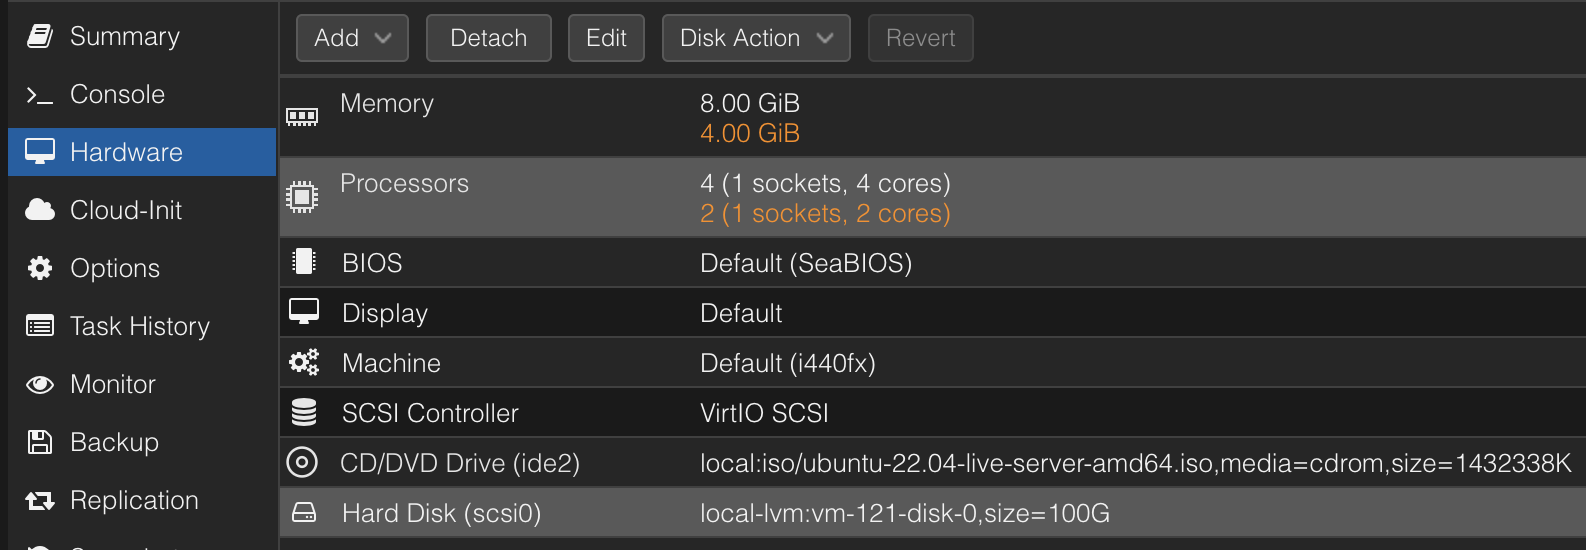 Summary
Console
Hardware
Cloud-Init
Options
Task History
Monitor
Backup
Replication
Add
Detach
Edit
Disk Action
Revert
Memory
8.00 GiB
4.00 GiB
Processors
4 (1 sockets, 4 cores)
2 (1 sockets, 2 cores)
BIOS
Default (SeaBIOS)
Display
Default
Machine
Default (i440fx)
SCSI Controller
VirtIO SCSI
CD/DVD Drive (ide2)
local:iso/ubuntu-22.04-live-server-amd64.iso,media=cdrom,size=1432338K
Hard Disk (scsi0)
local-lvm:vm-121-disk-0,size=100G